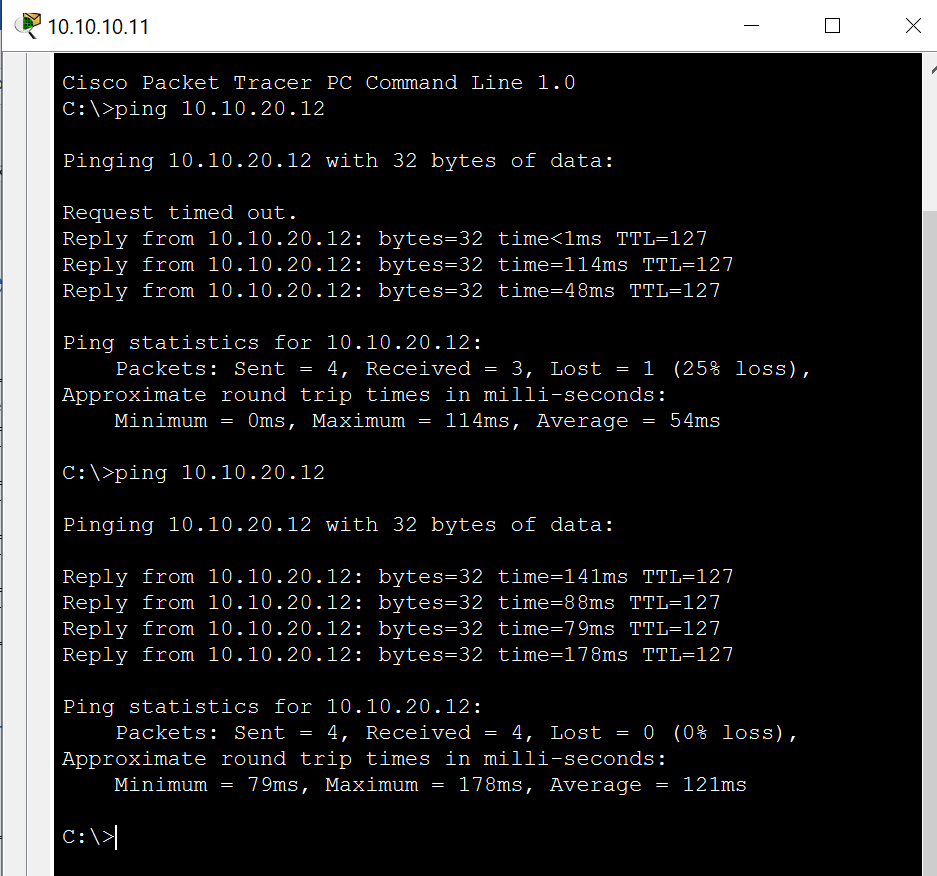 10.10.10.11
Cisco Packet Tracer PC Command Line 1.0
C:\>ping 10.10.20.12
Pinging 10.10.20.12 with 32 bytes of data:
Request timed out.
Reply from 10.10.20.12: bytes=32 time<1ms TTL=127
Reply from 10.10.20.12: bytes=32 time=114ms TTL=127
Reply from 10.10.20.12: bytes=32 time=48ms TTL=127
Ping statistics for 10.10.20.12:
    Packets: Sent = 4, Received = 3, Lost = 1 (25% loss),
Approximate round trip times in milli-seconds:
    Minimum = 0ms, Maximum = 114ms, Average = 54ms
C:\>ping 10.10.20.12
Pinging 10.10.20.12 with 32 bytes of data:
Reply from 10.10.20.12: bytes=32 time=141ms TTL=127
Reply from 10.10.20.12: bytes=32 time=88ms TTL=127
Reply from 10.10.20.12: bytes=32 time=79ms TTL=127
Reply from 10.10.20.12: bytes=32 time=178ms TTL=127
Ping statistics for 10.10.20.12:
    Packets: Sent = 4, Received = 4, Lost = 0 (0% loss),
Approximate round trip times in milli-seconds:
    Minimum = 79ms, Maximum = 178ms, Average = 121ms
C:\>